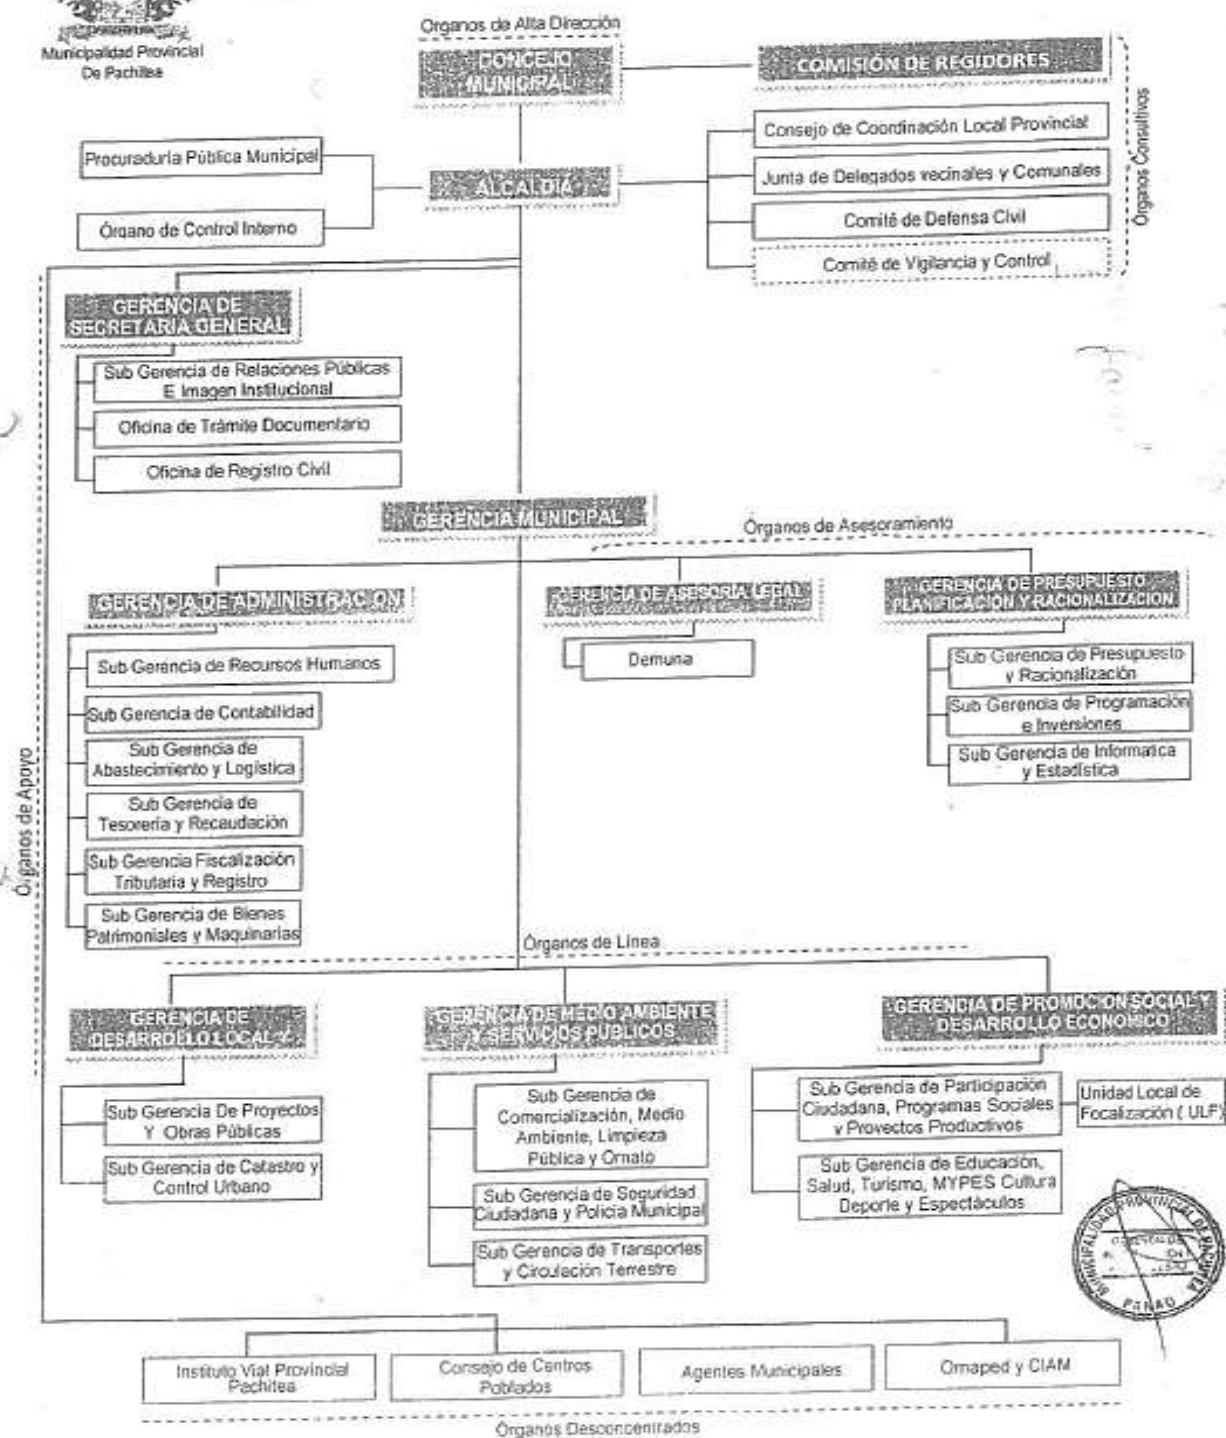 Municipalidad Provincial
De Pachitea
Órganos de Alta Dirección
CONCEJO
MUNICIPAL
COMISIÓN DE REGIDORES
Procuraduría Pública Municipal
Órgano de Control Interno
ALCALDIA
Consejo de Coordinación Local Provincial
Junta de Delegados vecinales y Comunales
Comité de Defensa Civil
Comité de Vigilancia y Control
Órganos Consultivos
GERENCIA DE
SECRETARIA GENERAL
Sub Gerencia de Relaciones Públicas
E Imagen Institucional
Oficina de Trámite Documentario
Oficina de Registro Civil
GERENCIA MUNICIPAL
Órganos de Asesoramiento
GERENCIA DE ADMINISTRACION
Sub Gerencia de Recursos Humanos
Sub Gerencia de Contabilidad
Sub Gerencia de
Abastecimiento y Logística
Sub Gerencia de
Tesorería y Recaudación
Sub Gerencia Fiscalización
Tributaria y Registro
Sub Gerencia de Bienes
Patrimoniales y Maquinarias
GERENCIA DE ASESORIA LEGAL
Demuna
GERENCIA DE PRESUPUESTO
PLANIFICACION Y RACIONALIZACION
Sub Gerencia de Presupuesto
y Racionalización
Sub Gerencia de Programación
e Inversiones
Sub Gerencia de Informatica
y Estadística
Órganos de Apoyo
Órganos de Línea
GERENCIA DE
DESARROLLO LOCAL Y
Sub Gerencia De Proyectos
Y Obras Públicas
Sub Gerencia de Catastro y
Control Urbano
GERENCIA DE MEDIO AMBIENTE
Y SERVICIOS PUBLICOS
Sub Gerencia de
Comercialización, Medio
Ambiente, Limpieza
Pública y Ornato
Sub Gerencia de Seguridad
Ciudadana y Policía Municipal
Sub Gerencia de Transportes
y Circulación Terrestre
GERENCIA DE PROMOCION SOCIAL Y
DESARROLLO ECONOMICO
Sub Gerencia de Participación
Ciudadana, Programas Sociales
y Proyectos Productivos
Unidad Local de
Focalización ( ULF)
Sub Gerencia de Educación,
Salud, Turismo, MYPES Cultura
Deporte y Espectáculos
MUNICIPALIDAD PROVINCIAL DE PACHITEA
PANAO
Instituto Vial Provincial
Pachitea
Consejo de Centros
Poblados
Agentes Municipales
Omaped y CIAM
Órganos Desconcentrados